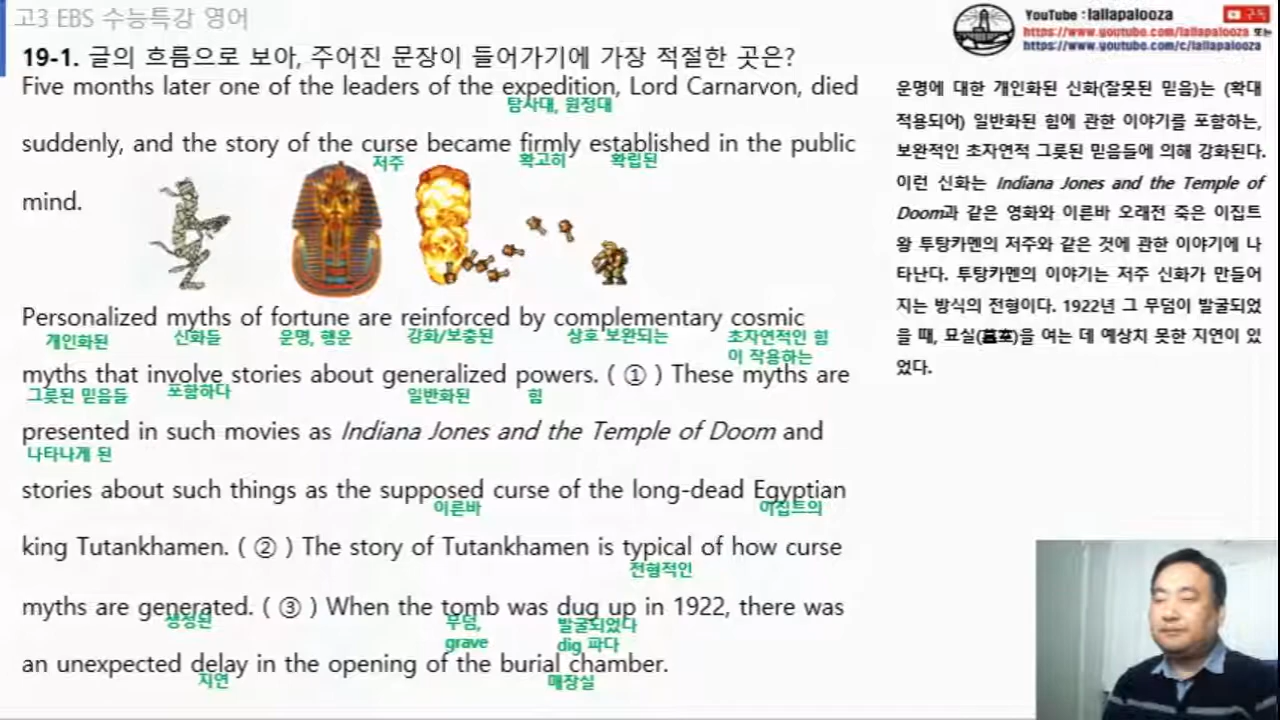 고3 EBS 수능특강 영어
YouTube : lallapalooza
구독
https://www.youtube.com/lallapalooza 또는
https://www.youtube.com/c/lallapalooza
19-1. 글의 흐름으로 보아, 주어진 문장이 들어가기에 가장 적절한 곳은?
Five months later one of the leaders of the expedition, Lord Carnarvon, died
탐사대, 원정대
suddenly, and the story of the curse became firmly established in the public
저주 확고히 확립된
mind.
Personalized myths of fortune are reinforced by complementary cosmic
개인화된 신화들 운명, 행운 강화/보충된 상호 보완되는 초자연적인 힘
이 작용하는
myths that involve stories about generalized powers. ( ① ) These myths are
그릇된 믿음들 포함하다 일반화된 힘
presented in such movies as Indiana Jones and the Temple of Doom and
나타나게 된
stories about such things as the supposed curse of the long-dead Egyptian
이른바 이집트의
king Tutankhamen. ( ② ) The story of Tutankhamen is typical of how curse
전형적인
myths are generated. ( ③ ) When the tomb was dug up in 1922, there was
생성된 무덤, 발굴되었다
grave dig 파다
an unexpected delay in the opening of the burial chamber.
지연 매장실
운명에 대한 개인화된 신화(잘못된 믿음)는 (확대
적용되어) 일반화된 힘에 관한 이야기를 포함하는,
보완적인 초자연적 그릇된 믿음들에 의해 강화된다.
이런 신화는 Indiana Jones and the Temple of
Doom과 같은 영화와 이른바 오래전 죽은 이집트
왕 투탕카멘의 저주와 같은 것에 관한 이야기에 나
타난다. 투탕카멘의 이야기는 저주 신화가 만들어
지는 방식의 전형이다. 1922년 그 무덤이 발굴되었
을 때, 묘실(墓室)을 여는 데 예상치 못한 지연이 있
었다.